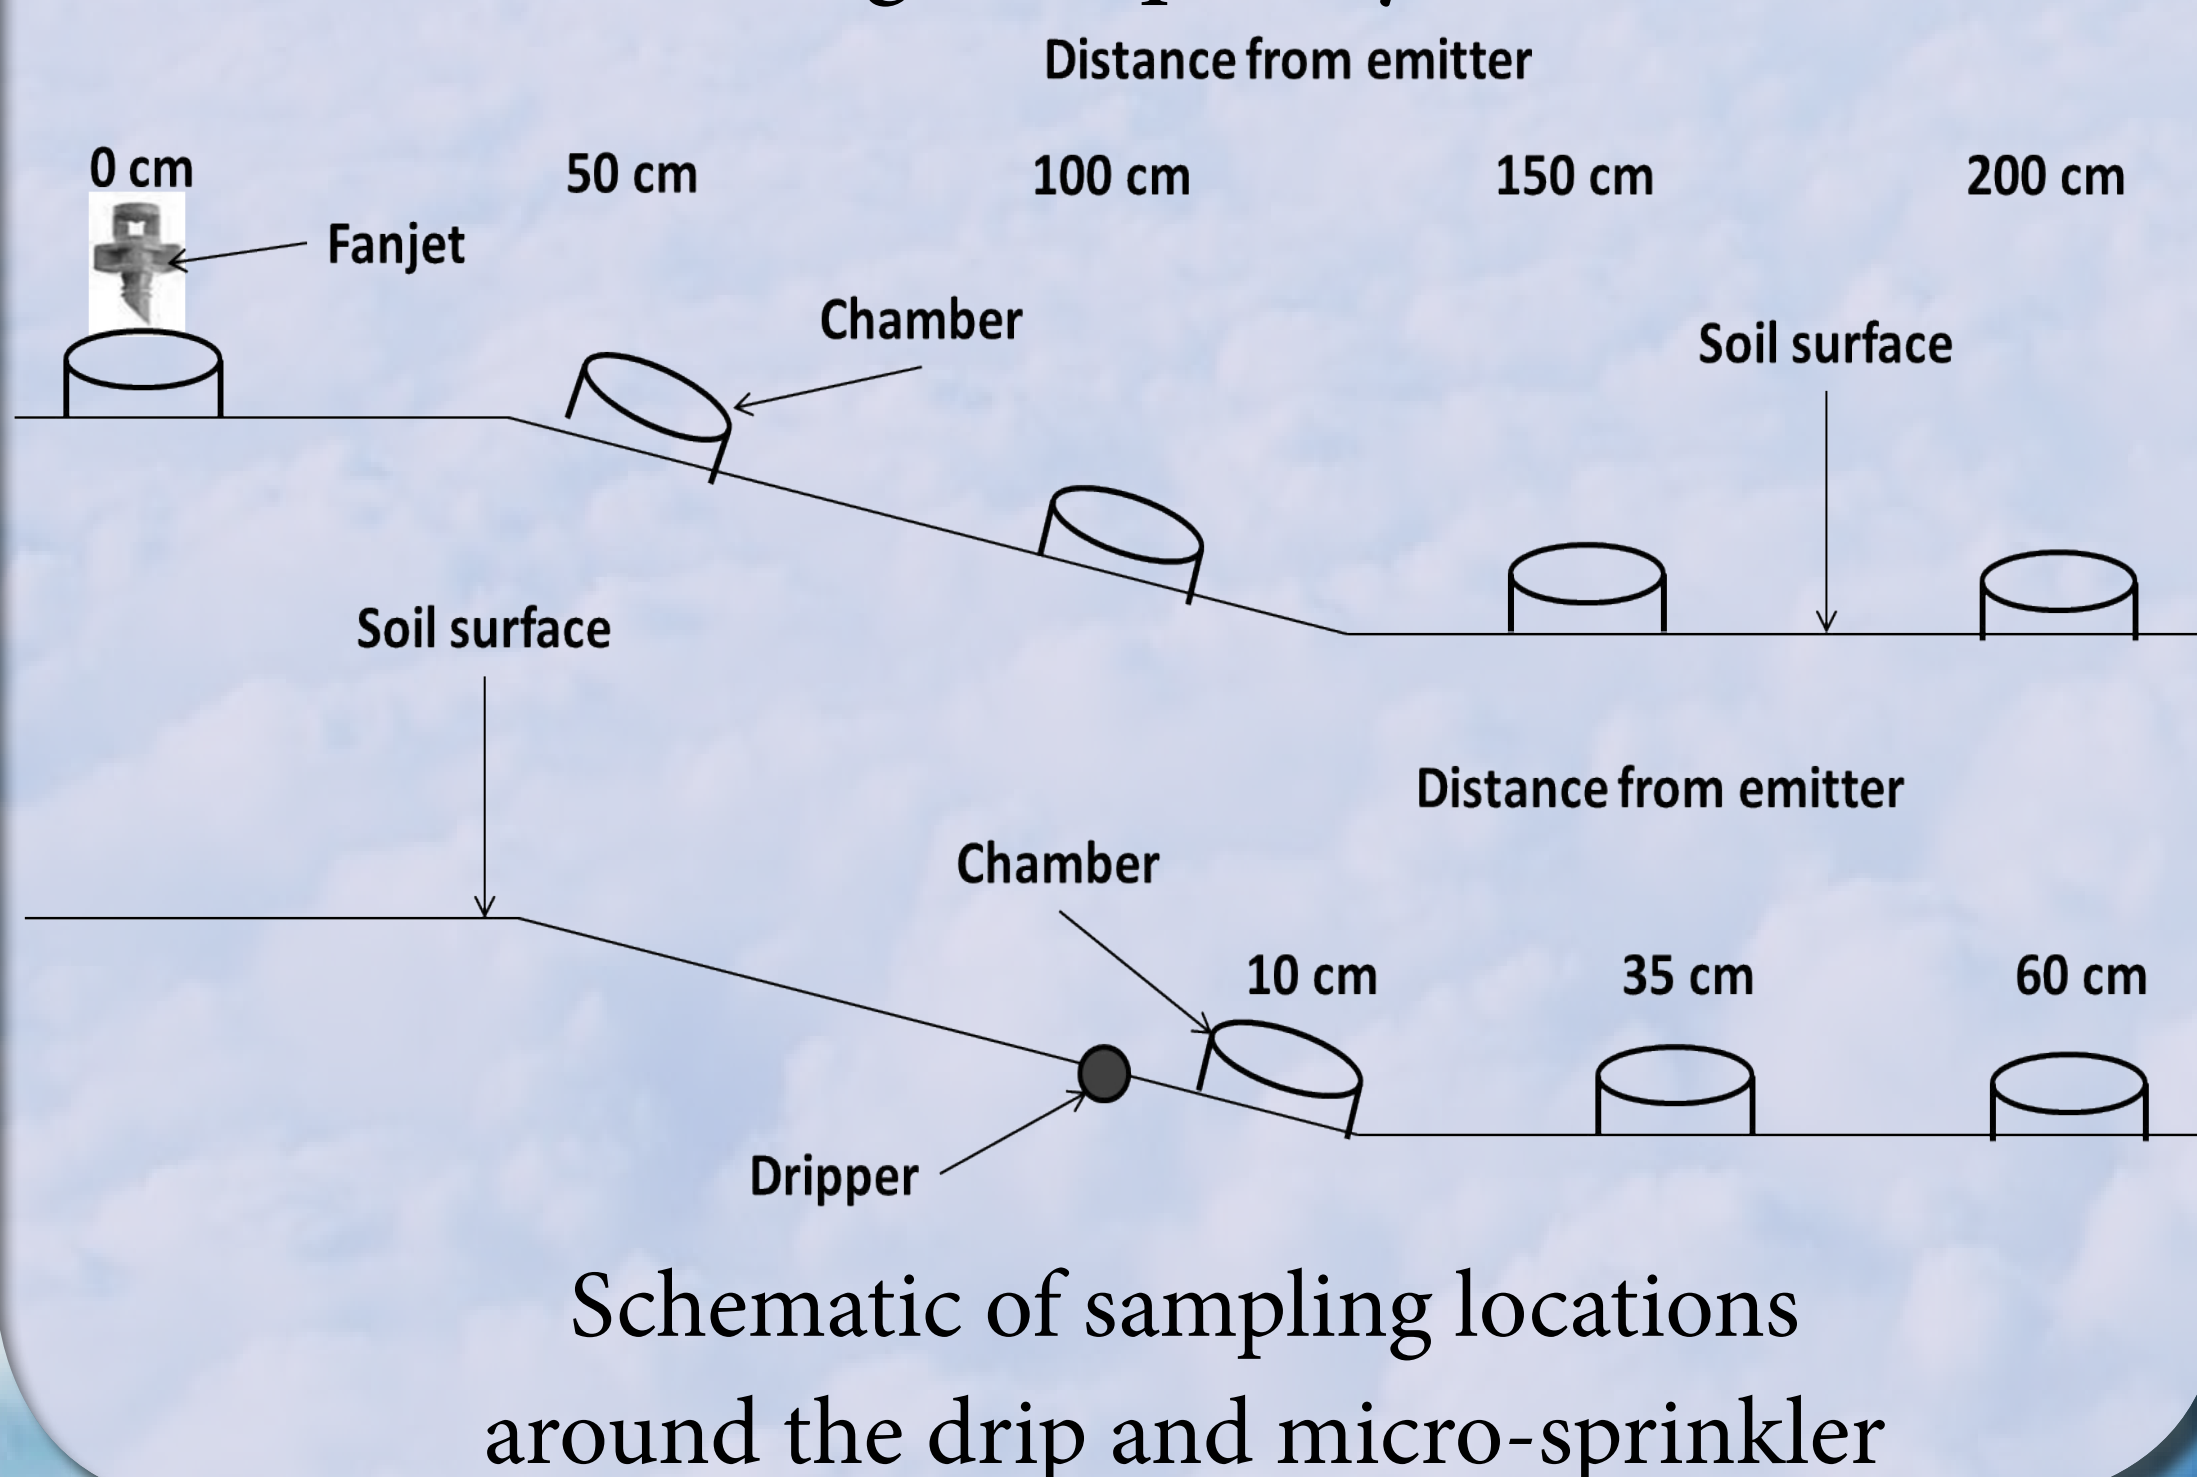 Distance from emitter
0 cm
50 cm
100 cm
150 cm
200 cm
Fanjet
Chamber
Soil surface
Soil surface
Distance from emitter
Chamber
10 cm
35 cm
60 cm
Dripper
Schematic of sampling locations
around the drip and micro-sprinkler